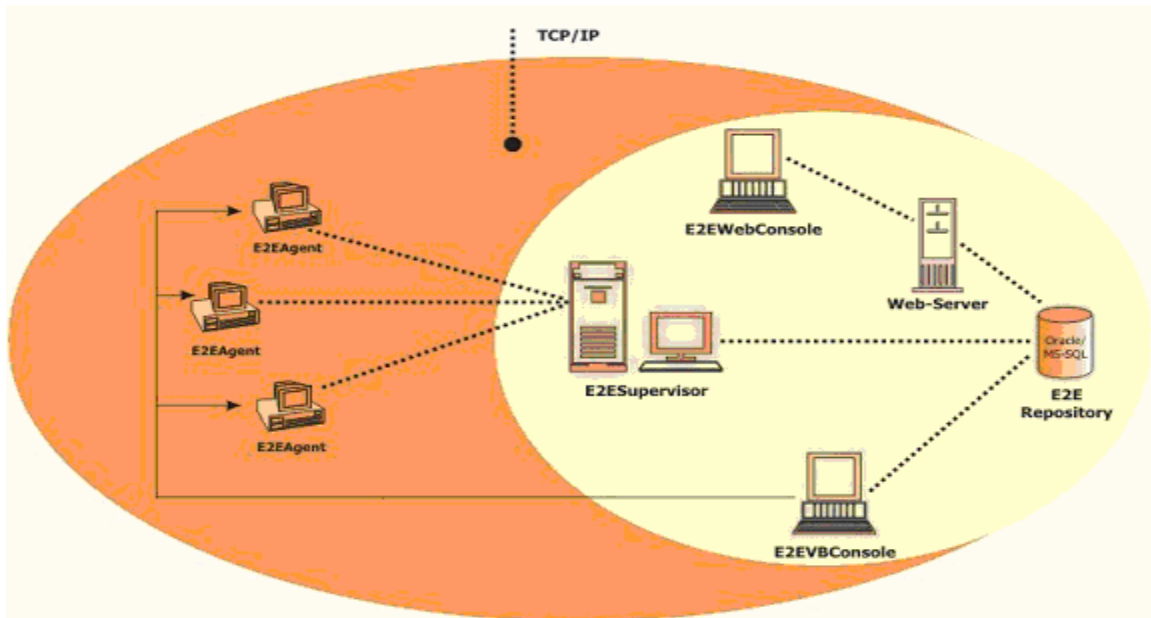 TCP/IP
E2EWebConsole
E2EAgent
Web-Server
E2EAgent
Oracle/
MS-SQL
E2ESupervisor
E2E
Repository
E2EAgent
E2EVBConsole